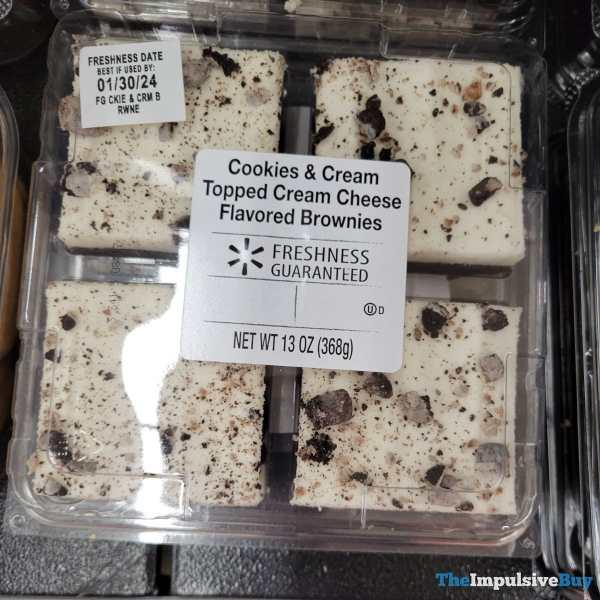 FRESHNESS DATE
BEST IF USED BY:
01/30/24
FG CKIE & CRM B
RWNE
Cookies & Cream
Topped Cream Cheese
Flavored Brownies
FRESHNESS
GUARANTEED
U D
NET WT 13 OZ (368g)
TheImpulsiveBuy